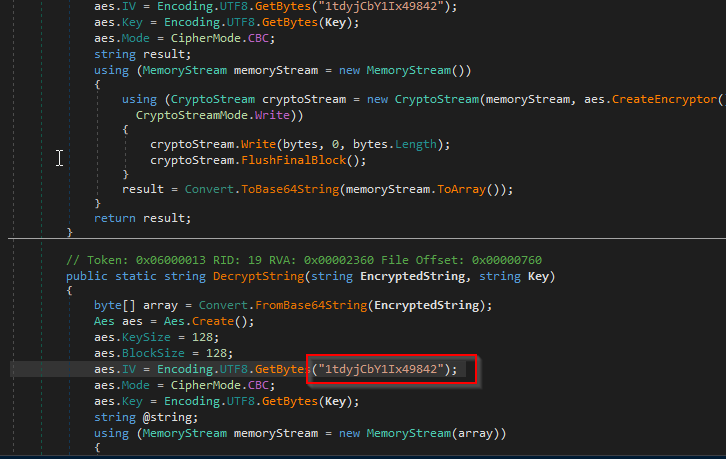 aes.IV = Encoding.UTF8.GetBytes("1tdyjCbY1Ix49842");
aes.Key = Encoding.UTF8.GetBytes(Key);
aes.Mode = CipherMode.CBC;
string result;
using (MemoryStream memoryStream = new MemoryStream())
{
using (CryptoStream cryptoStream = new CryptoStream(memoryStream, aes.CreateEncryptor(
CryptoStreamMode.Write))
{
cryptoStream.Write(bytes, 0, bytes.Length);
cryptoStream.FlushFinalBlock();
}
result = Convert.ToBase64String(memoryStream.ToArray());
}
return result;
}
// Token: 0x06000013 RID: 19 RVA: 0x00002360 File Offset: 0x00000760
public static string DecryptString(string EncryptedString, string Key)
{
byte[] array = Convert.FromBase64String(EncryptedString);
Aes aes = Aes.Create();
aes.KeySize = 128;
aes.BlockSize = 128;
aes.IV = Encoding.UTF8.GetBytes("1tdyjCbY1Ix49842");
aes.Mode = CipherMode.CBC;
aes.Key = Encoding.UTF8.GetBytes(Key);
string @string;
using (MemoryStream memoryStream = new MemoryStream(array))
{